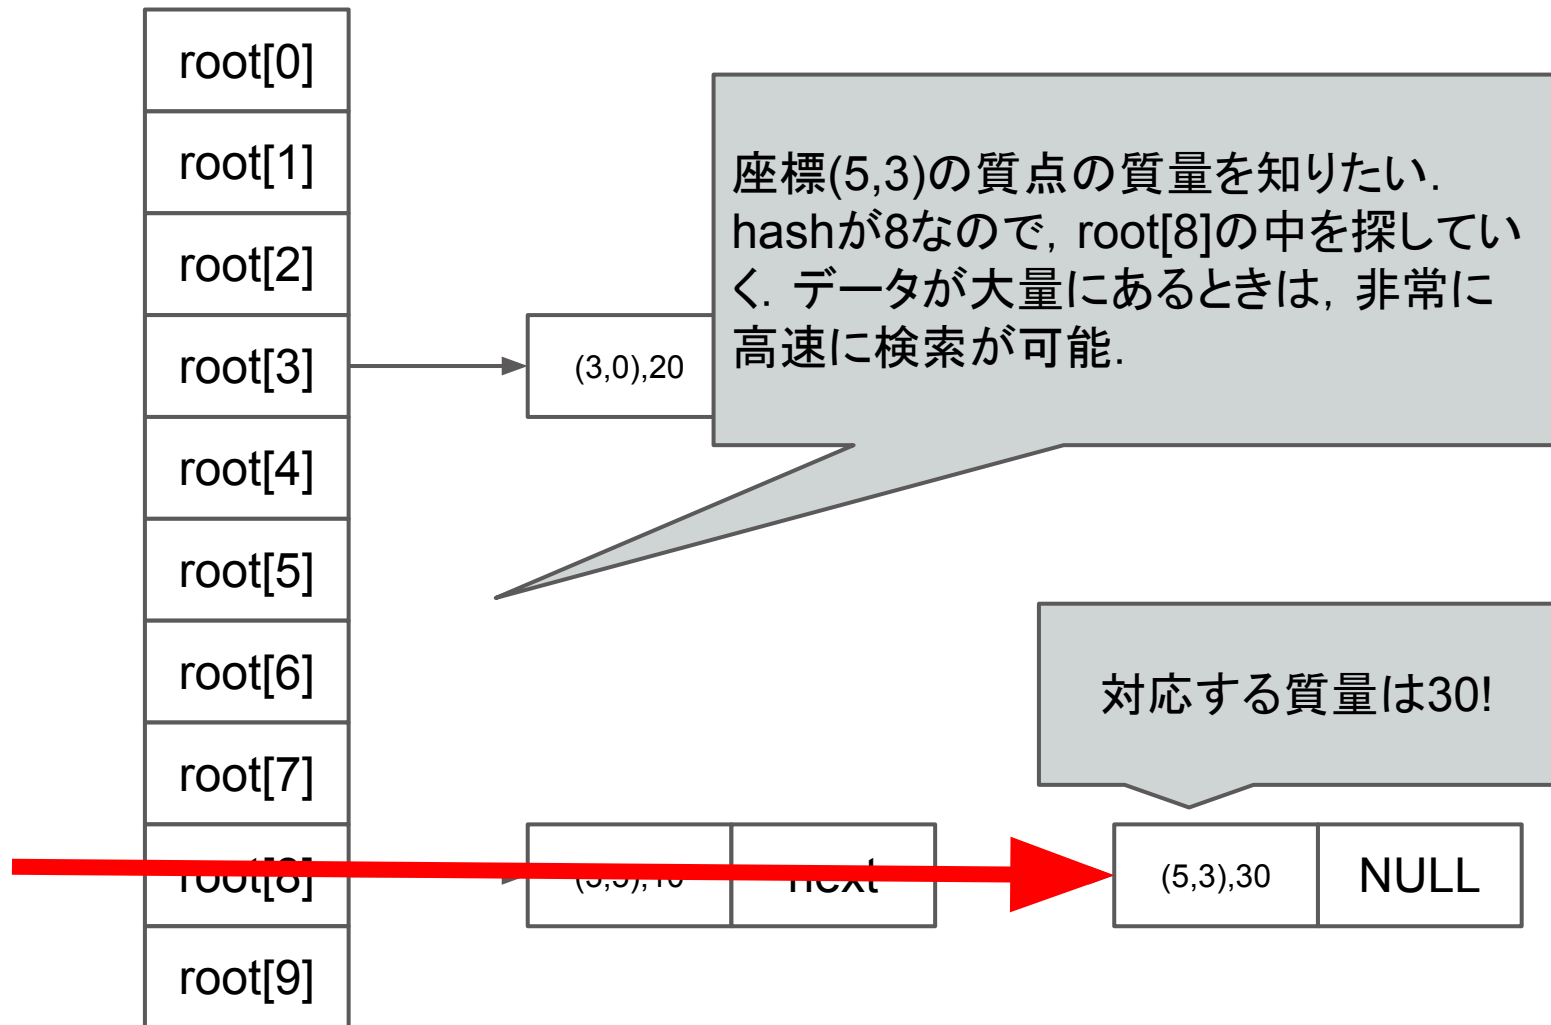 root[0]
root[1]
root[2]
root[3]
(3,0),20
座標(5,3)の質点の質量を知りたい.
hashが8なので, root[8]の中を探してい
く. データが大量にあるときは, 非常に
高速に検索が可能.
root[4]
root[5]
root[6]
対応する質量は30!
root[7]
root[8]
next
(5,3),30
NULL
root[9]